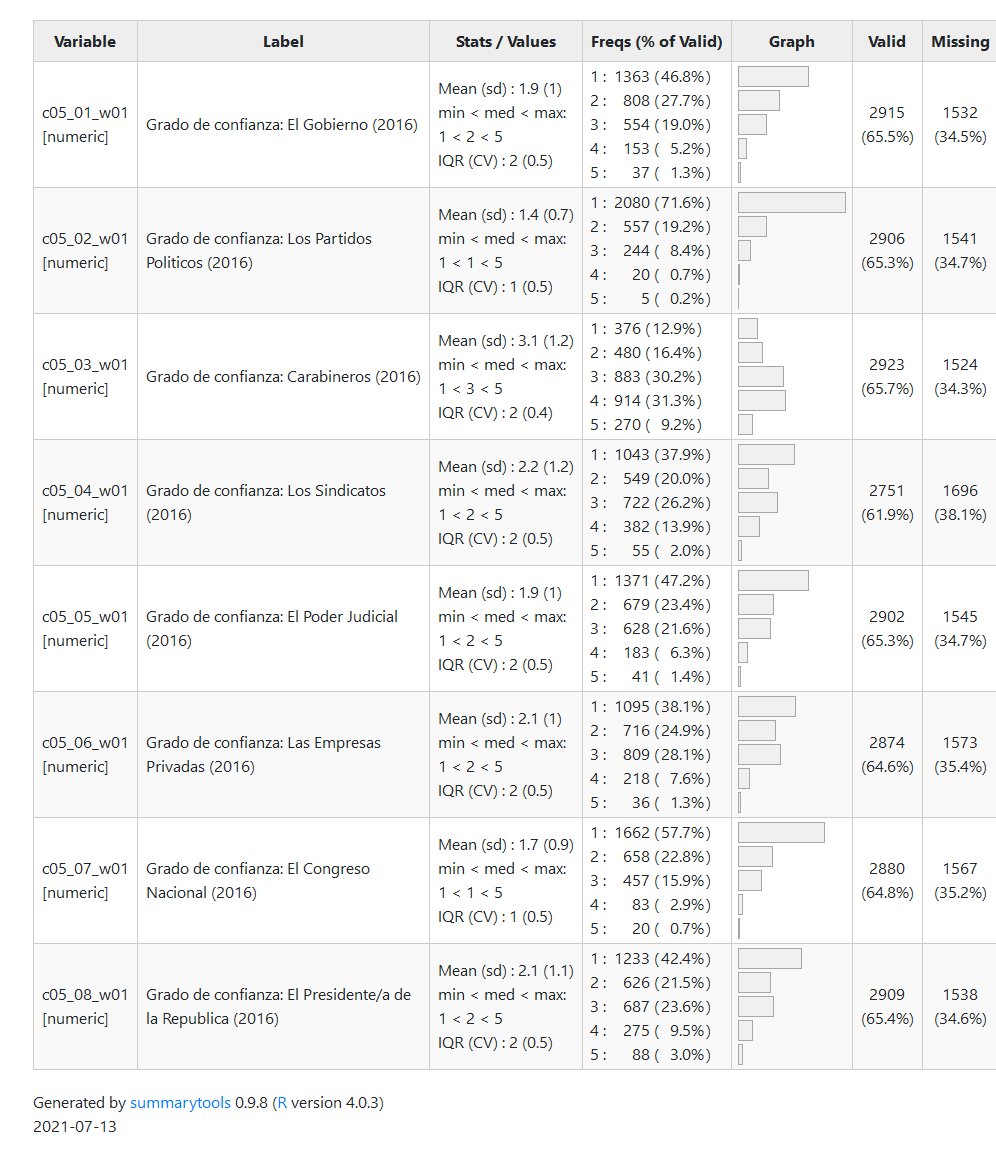 Variable Label Stats / Values Freqs (% of Valid) Graph Valid Missing
c05_01_w01
[numeric]
Grado de confianza: El Gobierno (2016)
Mean (sd) : 1.9 (1)
min < med < max:
1 < 2 < 5
IQR (CV) : 2 (0.5)
1 : 1363 (46.8%)
2 : 808 (27.7%)
3 : 554 (19.0%)
4 : 153 ( 5.2%)
5 : 37 ( 1.3%)
2915
(65.5%)
1532
(34.5%)
c05_02_w01
[numeric]
Grado de confianza: Los Partidos
Politicos (2016)
Mean (sd) : 1.4 (0.7)
min < med < max:
1 < 1 < 5
IQR (CV) : 1 (0.5)
1 : 2080 (71.6%)
2 : 557 (19.2%)
3 : 244 ( 8.4%)
4 : 20 ( 0.7%)
5 : 5 ( 0.2%)
2906
(65.3%)
1541
(34.7%)
c05_03_w01
[numeric]
Grado de confianza: Carabineros (2016)
Mean (sd) : 3.1 (1.2)
min < med < max:
1 < 3 < 5
IQR (CV) : 2 (0.4)
1 : 376 (12.9%)
2 : 480 (16.4%)
3 : 883 (30.2%)
4 : 914 (31.3%)
5 : 270 ( 9.2%)
2923
(65.7%)
1524
(34.3%)
c05_04_w01
[numeric]
Grado de confianza: Los Sindicatos
(2016)
Mean (sd) : 2.2 (1.2)
min < med < max:
1 < 2 < 5
IQR (CV) : 2 (0.5)
1 : 1043 (37.9%)
2 : 549 (20.0%)
3 : 722 (26.2%)
4 : 382 (13.9%)
5 : 55 ( 2.0%)
2751
(61.9%)
1696
(38.1%)
c05_05_w01
[numeric]
Grado de confianza: El Poder Judicial
(2016)
Mean (sd) : 1.9 (1)
min < med < max:
1 < 2 < 5
IQR (CV) : 2 (0.5)
1 : 1371 (47.2%)
2 : 679 (23.4%)
3 : 628 (21.6%)
4 : 183 ( 6.3%)
5 : 41 ( 1.4%)
2902
(65.3%)
1545
(34.7%)
c05_06_w01
[numeric]
Grado de confianza: Las Empresas
Privadas (2016)
Mean (sd) : 2.1 (1)
min < med < max:
1 < 2 < 5
IQR (CV) : 2 (0.5)
1 : 1095 (38.1%)
2 : 716 (24.9%)
3 : 809 (28.1%)
4 : 218 ( 7.6%)
5 : 36 ( 1.3%)
2874
(64.6%)
1573
(35.4%)
c05_07_w01
[numeric]
Grado de confianza: El Congreso
Nacional (2016)
Mean (sd) : 1.7 (0.9)
min < med < max:
1 < 1 < 5
IQR (CV) : 1 (0.5)
1 : 1662 (57.7%)
2 : 658 (22.8%)
3 : 457 (15.9%)
4 : 83 ( 2.9%)
5 : 20 ( 0.7%)
2880
(64.8%)
1567
(35.2%)
c05_08_w01
[numeric]
Grado de confianza: El Presidente/a de
la Republica (2016)
Mean (sd) : 2.1 (1.1)
min < med < max:
1 < 2 < 5
IQR (CV) : 2 (0.5)
1 : 1233 (42.4%)
2 : 626 (21.5%)
3 : 687 (23.6%)
4 : 275 ( 9.5%)
5 : 88 ( 3.0%)
2909
(65.4%)
1538
(34.6%)
Generated by summarytools 0.9.8 (R version 4.0.3)
2021-07-13